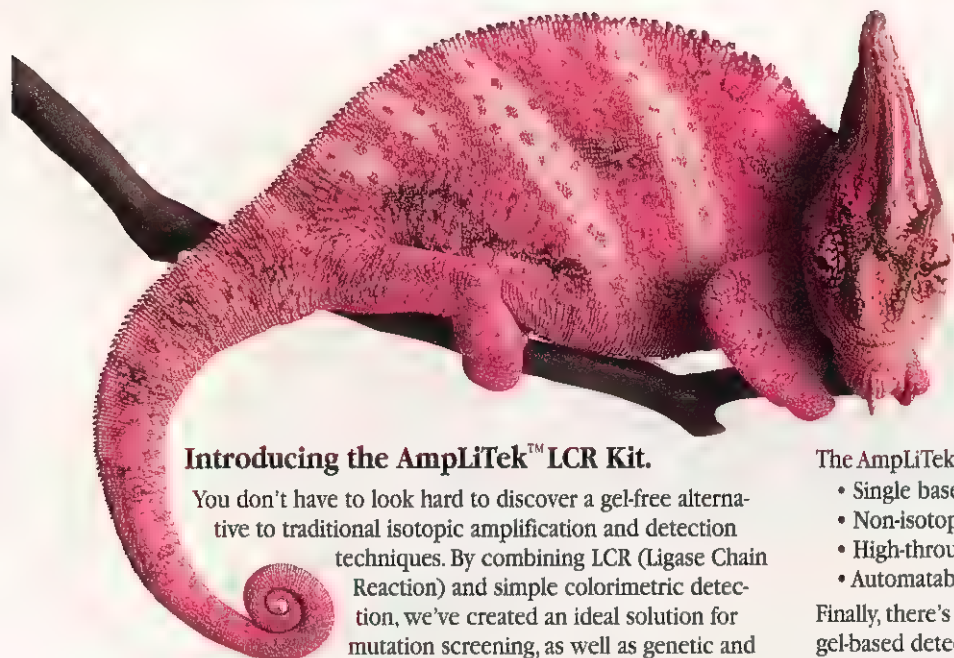 Introducing the AmpLiTek™ LCR Kit.
You don't have to look hard to discover a gel-free alterna-
tive to traditional isotopic amplification and detection
techniques. By combining LCR (Ligase Chain
Reaction) and simple colorimetric detec-
tion, we've created an ideal solution for
mutation screening, as well as genetic and
The AmpLiTek
• Single base
• Non-isotop
• High-throu
• Automatab
Finally, there's
gel-based detec